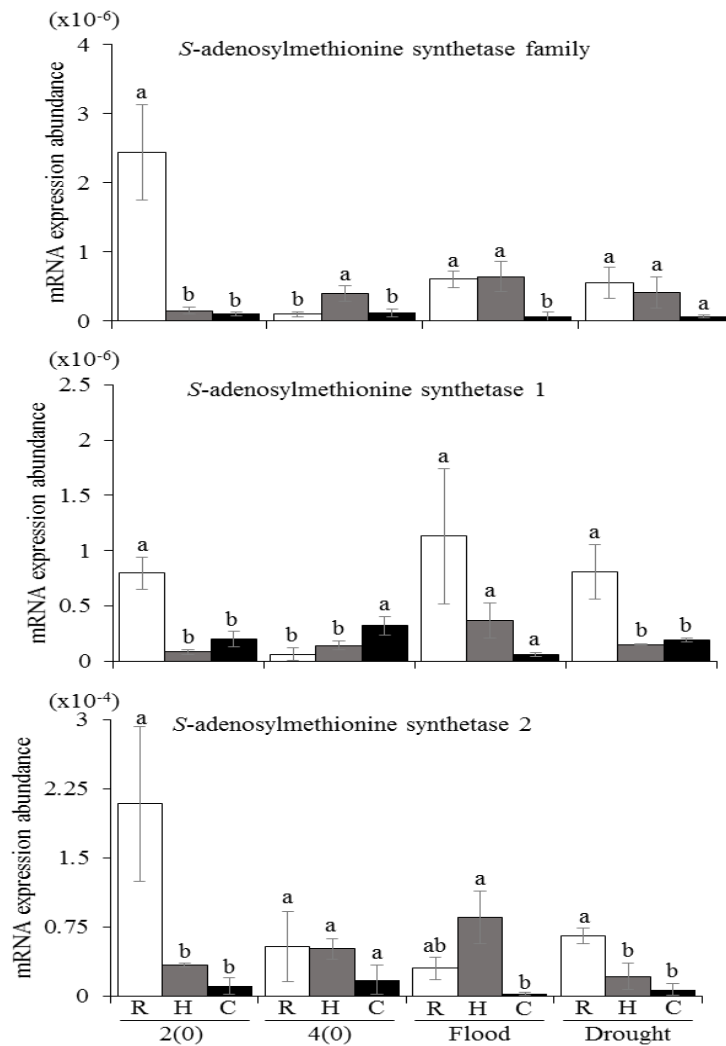 (x10-6)
S-adenosylmethionine synthetase family
mRNA expression abundance
4
3
2
1
0
a b b b a b a a b a a a
(x10-6)
S-adenosylmethionine synthetase 1
mRNA expression abundance
2.5
2
1.5
1
0.5
0
a b b b b a a a a a b b
(x10-4)
S-adenosylmethionine synthetase 2
mRNA expression abundance
3
2.25
1.5
0.75
0
a b b a a a ab a b a b b
R H C R H C R H C R H C
2(0) 4(0) Flood Drought